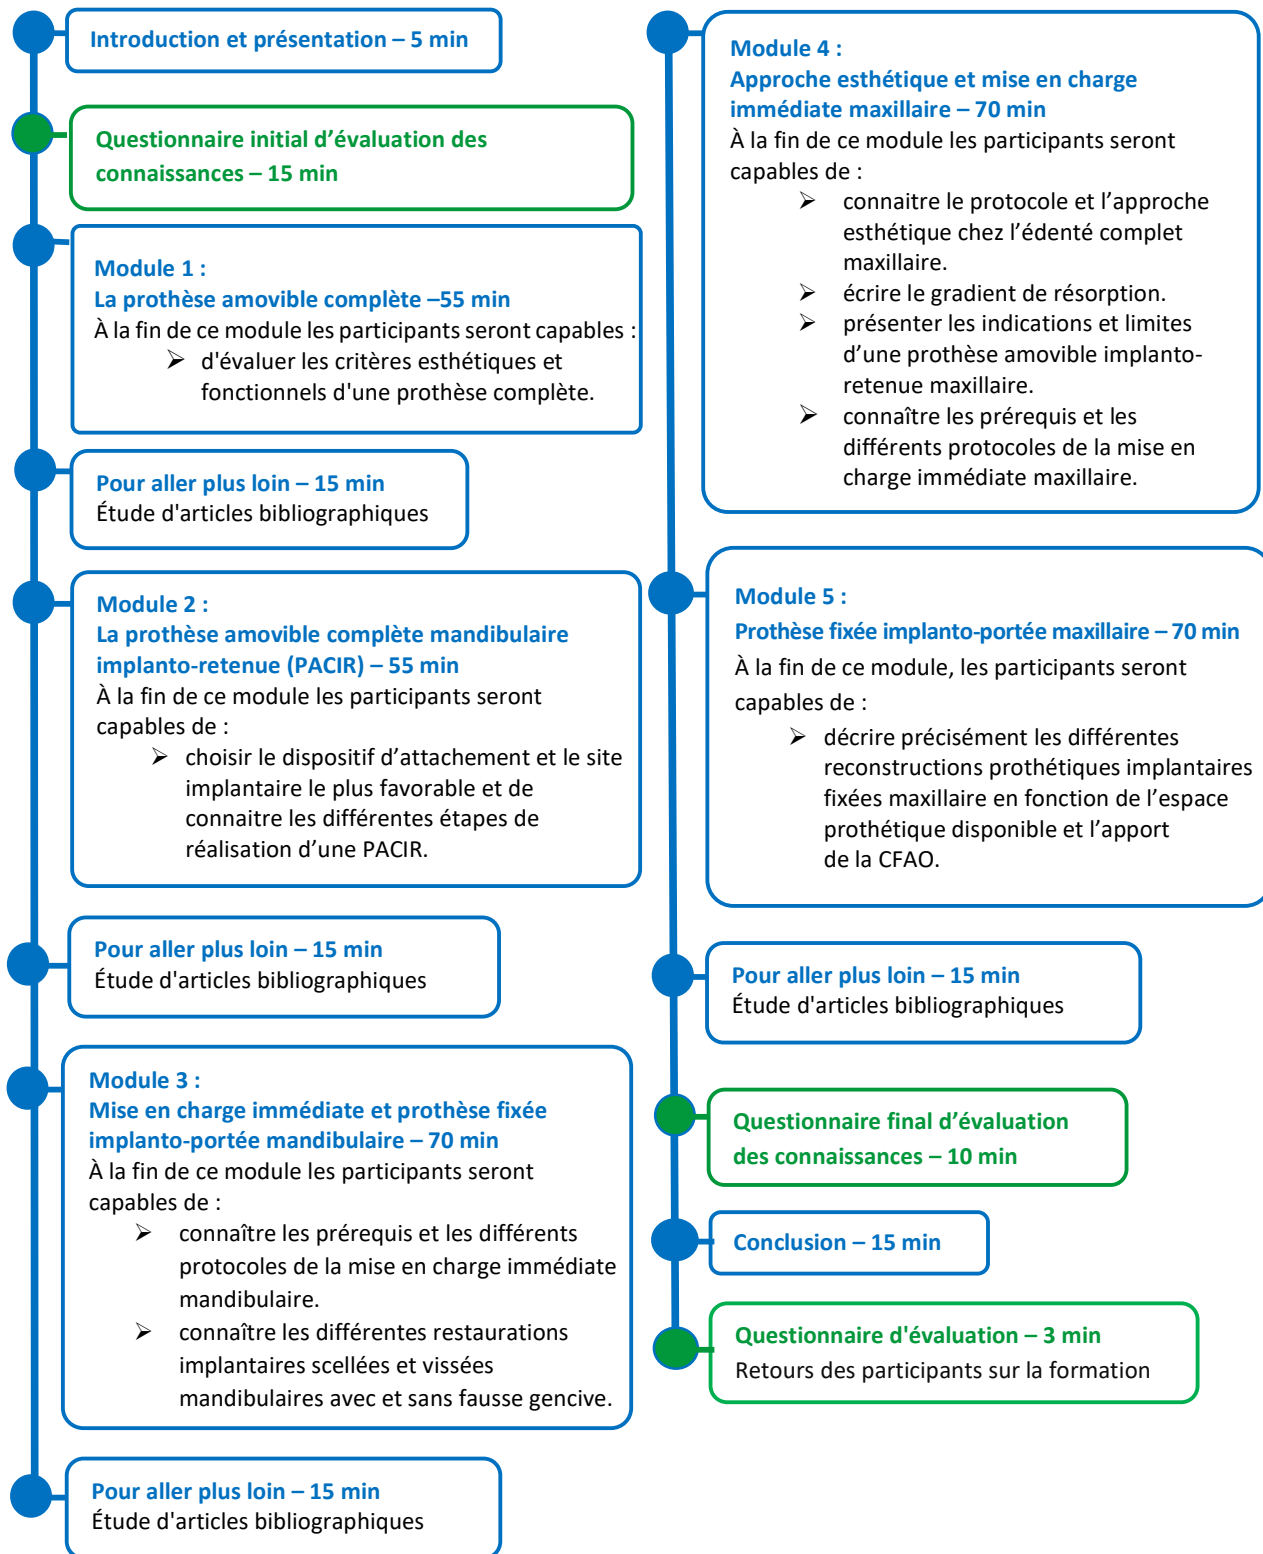 Introduction et présentation – 5 min
Questionnaire initial d’évaluation des
connaissances – 15 min
Module 1 :
La prothèse amovible complète –55 min
À la fin de ce module les participants seront capables :
➢ d'évaluer les critères esthétiques et
fonctionnels d'une prothèse complète.
Pour aller plus loin – 15 min
Étude d'articles bibliographiques
Module 2 :
La prothèse amovible complète mandibulaire
implanto-retenue (PACIR) – 55 min
À la fin de ce module les participants seront
capables de :
➢ choisir le dispositif d’attachement et le site
implantaire le plus favorable et de
connaitre les différentes étapes de
réalisation d’une PACIR.
Pour aller plus loin – 15 min
Étude d'articles bibliographiques
Module 3 :
Mise en charge immédiate et prothèse fixée
implanto-portée mandibulaire – 70 min
À la fin de ce module les participants seront
capables de :
➢ connaître les prérequis et les différents
protocoles de la mise en charge immédiate
mandibulaire.
➢ connaître les différentes restaurations
implantaires scellées et vissées
mandibulaires avec et sans fausse gencive.
Pour aller plus loin – 15 min
Étude d'articles bibliographiques
Module 4 :
Approche esthétique et mise en charge
immédiate maxillaire – 70 min
À la fin de ce module les participants seront
capables de :
➢ connaitre le protocole et l’approche
esthétique chez l’édenté complet
maxillaire.
➢ écrire le gradient de résorption.
➢ présenter les indications et limites
d’une prothèse amovible implanto-
retenue maxillaire.
➢ connaître les prérequis et les
différents protocoles de la mise en
charge immédiate maxillaire.
Module 5 :
Prothèse fixée implanto-portée maxillaire – 70 min
À la fin de ce module, les participants seront
capables de :
➢ décrire précisément les différentes
reconstructions prothétiques implantaires
fixées maxillaire en fonction de l’espace
prothétique disponible et l’apport
de la CFAO.
Pour aller plus loin – 15 min
Étude d'articles bibliographiques
Questionnaire final d’évaluation
des connaissances – 10 min
Conclusion – 15 min
Questionnaire d'évaluation – 3 min
Retours des participants sur la formation